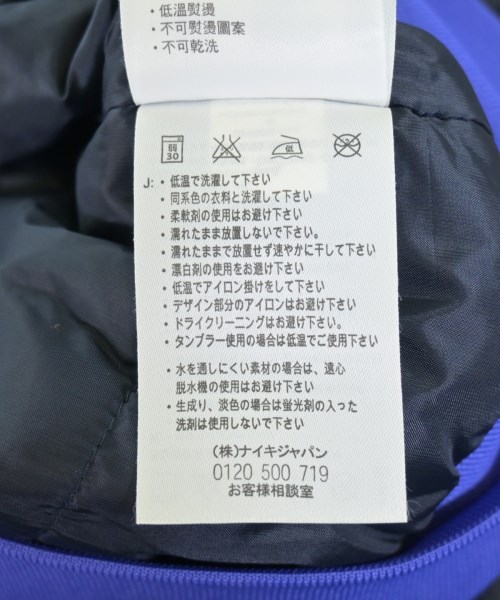 ・低溫熨燙
・不可熨燙圖案
・不可乾洗
弱
30
低
J: ・低温で洗濯して下さい
・同系色の衣料と洗濯して下さい
・柔軟剤の使用はお避け下さい
・濡れたまま放置しないで下さい。
・濡れたままで放置せず速やかに干して下さい
・漂白剤の使用をお避け下さい
・低温でアイロン掛けをして下さい
・デザイン部分のアイロンはお避け下さい
・ドライクリーニングはお避け下さい。
・タンブラー使用の場合は低温でご使用下さい
・水を通しにくい素材の場合は、遠心
脱水機の使用はお避け下さい
・生成り、淡色の場合は蛍光剤の入った
洗剤は使用しないで下さい
(株)ナイキジャパン
0120 500 719
お客様相談室